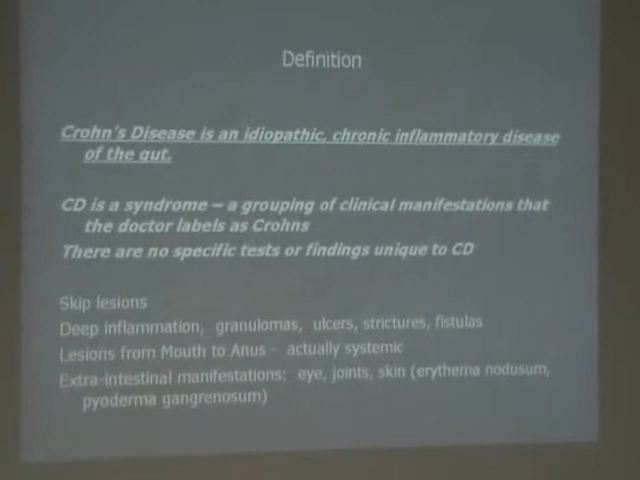 Definition
Crohn's Disease is an idiopathic, chronic inflammatory disease
of the gut.
CD is a syndrome – a grouping of clinical manifestations that
the doctor labels as Crohns
There are no specific tests or findings unique to CD
Skip lesions
Deep inflammation, granulomas, ulcers, strictures, fistulas
Lesions from Mouth to Anus - actually systemic
Extra-intestinal manifestations: eye, joints, skin (erythema nodusum,
pyoderma gangrenosum)